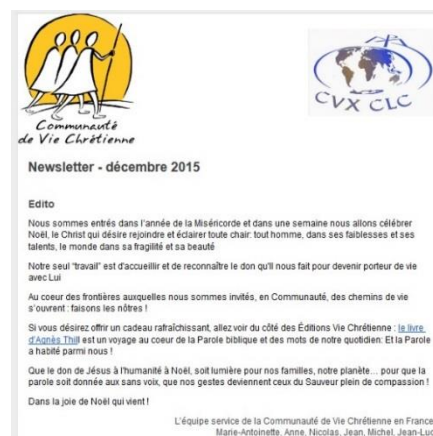 Communauté
de Vie Chrétienne
CVX CLC
Newsletter - décembre 2015
Edito
Nous sommes entrés dans l'année de la Miséricorde et dans une semaine nous allons célébrer
Noël, le Christ qui désire rejoindre et éclairer toute chair: tout homme, dans ses faiblesses et ses
talents, le monde dans sa fragilité et sa beauté
Notre seul "travail" est d'accueillir et de reconnaître le don qu'il nous fait pour devenir porteur de vie
avec Lui
Au coeur des frontières auxquelles nous sommes invités, en Communauté, des chemins de vie
s'ouvrent : faisons les nôtres !
Si vous désirez offrir un cadeau rafraîchissant, allez voir du côté des Éditions Vie Chrétienne : le livre
d'Agnès Thill est un voyage au coeur de la Parole biblique et des mots de notre quotidien: Et la Parole
a habité parmi nous !
Que le don de Jésus à l'humanité à Noël, soit lumière pour nos familles, notre planète… pour que la
parole soit donnée aux sans voix, que nos gestes deviennent ceux du Sauveur plein de compassion !
Dans la joie de Noël qui vient !
L'équipe service de la Communauté de Vie Chrétienne en France
Marie-Antoinette, Anne, Nicolas, Jean, Michel, Jean-Luc